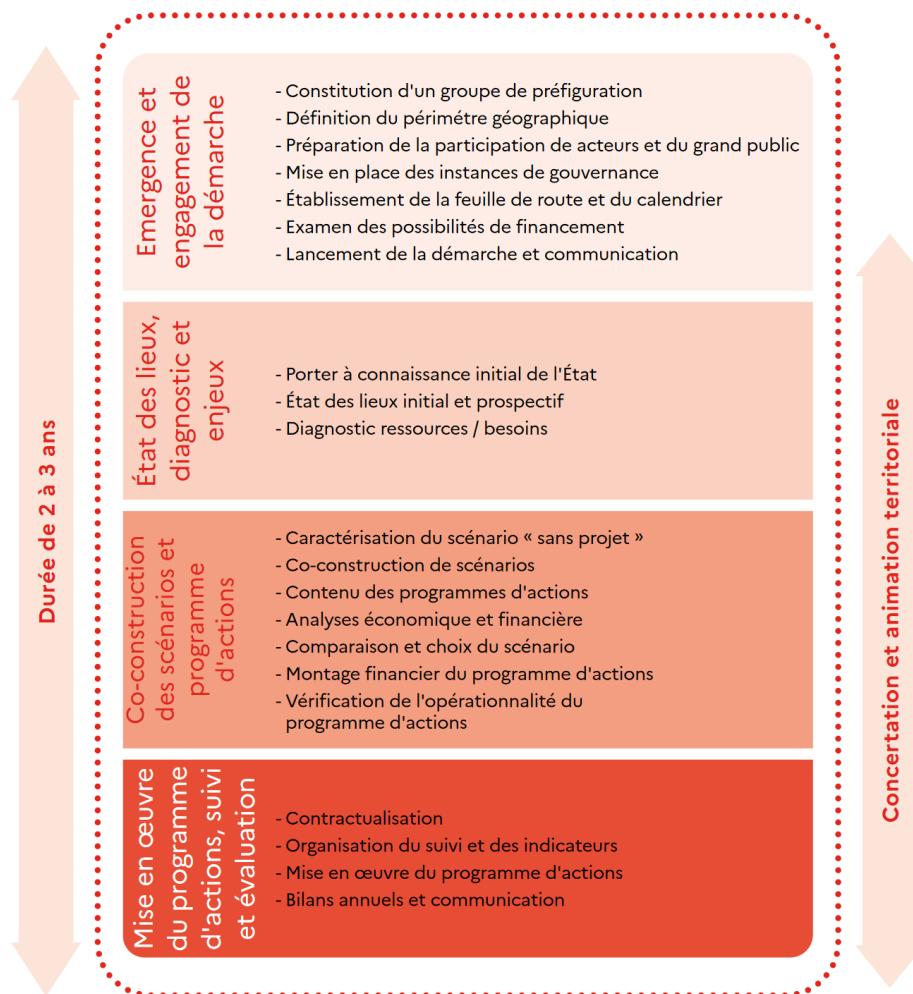 Durée de 2 à 3 ans
Emergence et
engagement de
la démarche
- Constitution d'un groupe de préfiguration
- Définition du périmétre géographique
- Préparation de la participation de acteurs et du grand public
- Mise en place des instances de gouvernance
- Établissement de la feuille de route et du calendrier
- Examen des possibilités de financement
- Lancement de la démarche et communication
État des lieux,
diagnostic et
enjeux
- Porter à connaissance initial de l'État
- État des lieux initial et prospectif
- Diagnostic ressources / besoins
Co-construction
des scénarios et
programme
d'actions
- Caractérisation du scénario « sans projet »
- Co-construction de scénarios
- Contenu des programmes d'actions
- Analyses économique et financière
- Comparaison et choix du scénario
- Montage financier du programme d'actions
- Vérification de l'opérationnalité du
programme d'actions
Mise en œuvre
du programme
d'actions, suivi
et évaluation
- Contractualisation
- Organisation du suivi et des indicateurs
- Mise en œuvre du programme d'actions
- Bilans annuels et communication
Concertation et animation territoriale